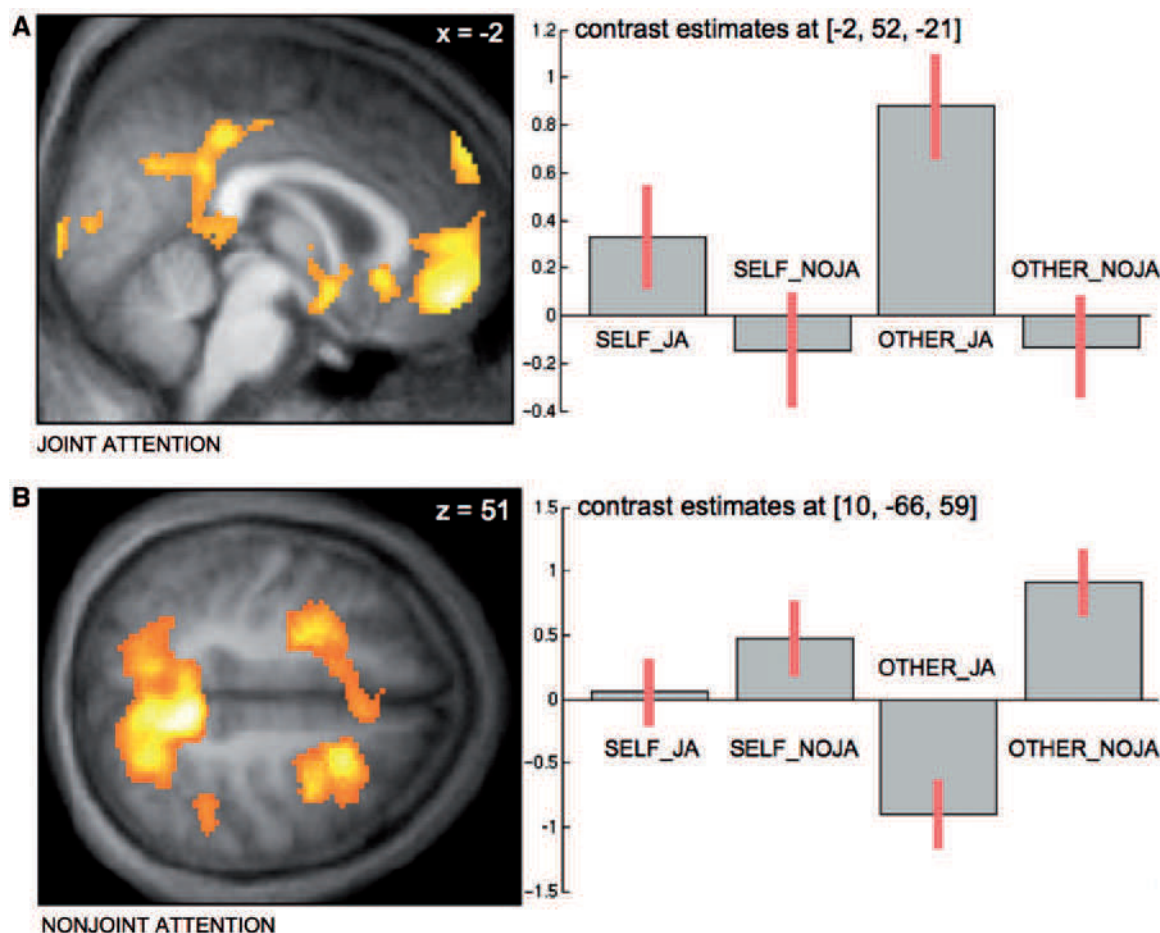 A
x = -2
contrast estimates at [-2, 52, -21]
1.2
1
0.8
0.6
0.4
0.2
0
-0.2
-0.4
SELF_NOJA
OTHER_NOJA
SELF_JA
OTHER_JA
JOINT ATTENTION
B
z = 51
contrast estimates at [10, -66, 59]
1.5
1
0.5
0
-0.5
-1
-1.5
OTHER_JA
SELF_JA
SELF_NOJA
OTHER_NOJA
NONJOINT ATTENTION